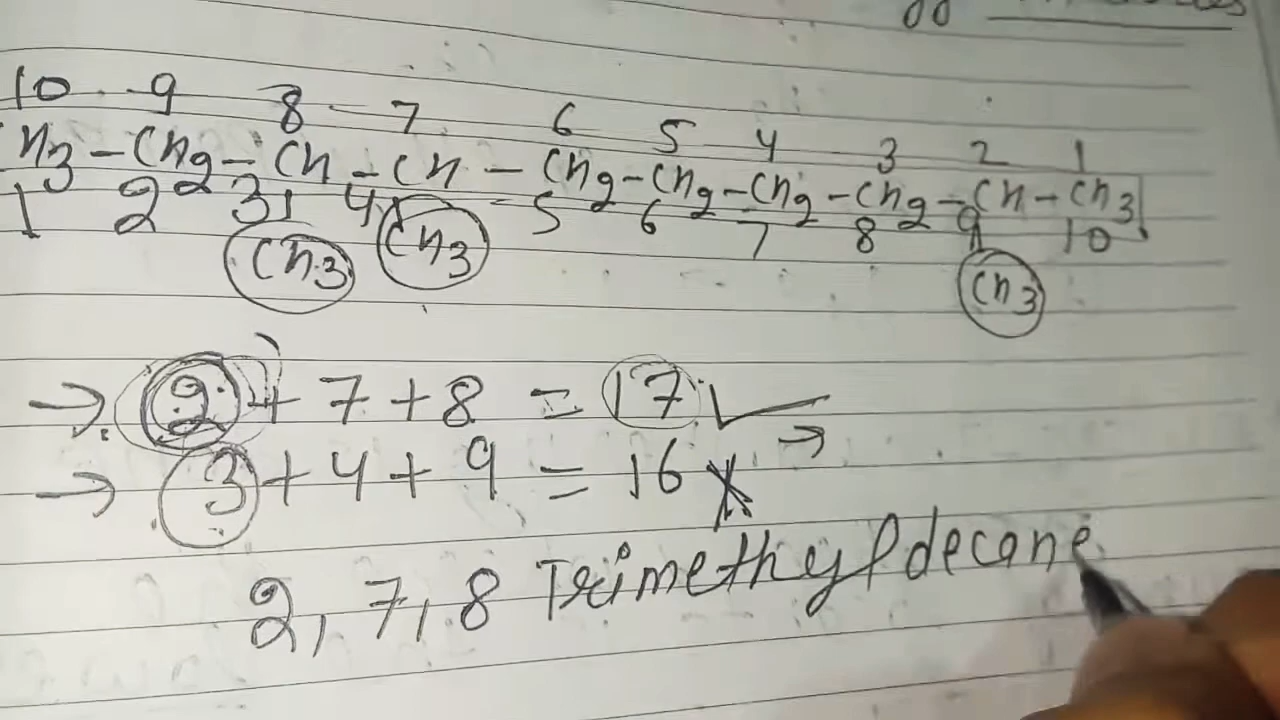 10 9 8 7 6 5 4 3 2 1
CH3-CH2-CH-CH-CH2-CH2-CH2-CH2-CH-CH3
1 2 3 4 5 6 7 8 9 10
CH3 CH3 CH3
→ 2+7+8 = 17 ✓
→ 3+4+9 = 16 × →
2,7,8 Trimethyl decane